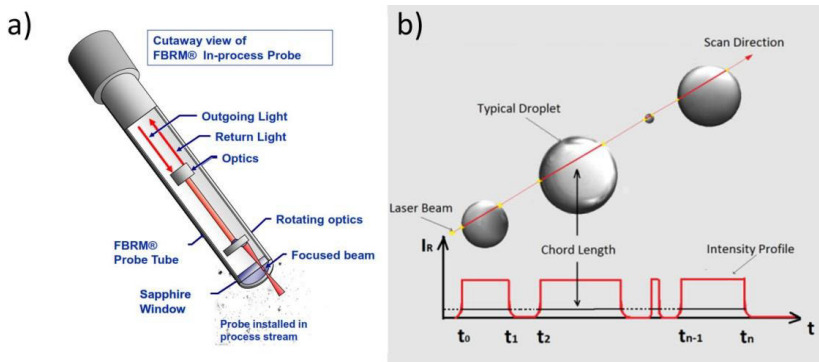 a)
Cutaway view of
FBRM® In-process Probe
Outgoing Light
Return Light
Optics
Rotating optics
FBRM®
Probe Tube
Focused beam
Sapphire
Window
Probe installed in
process stream
b)
Scan Direction
Typical Droplet
Laser Beam
Chord Length
Intensity Profile
IR
t0 t1 t2 tn-1 tn t